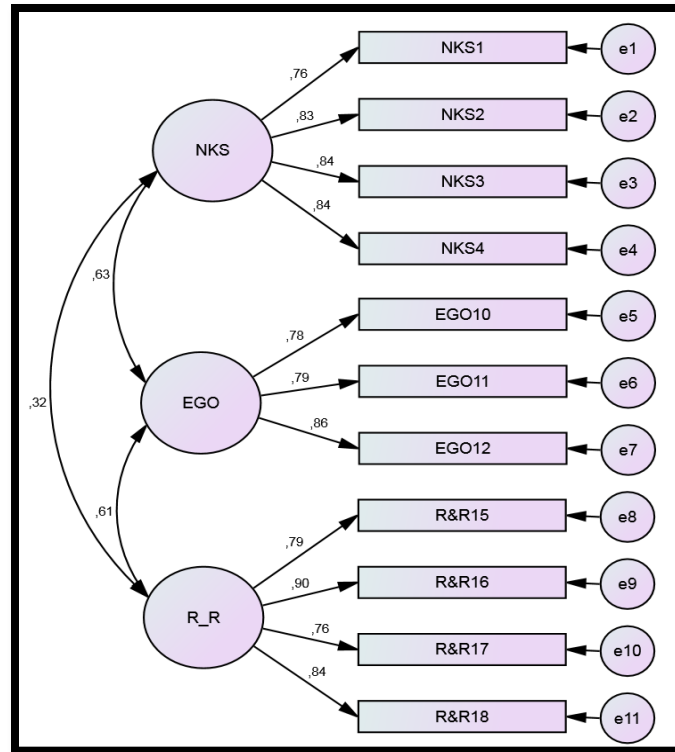 NKS1
e1
,76
NKS2
e2
,83
NKS
NKS3
e3
,84
NKS4
e4
,84
,63
EGO10
e5
,78
EGO11
e6
,79
EGO
,32
EGO12
e7
,86
,61
R&R15
e8
,79
R&R16
e9
,90
R_R
R&R17
e10
,76
R&R18
e11
,84